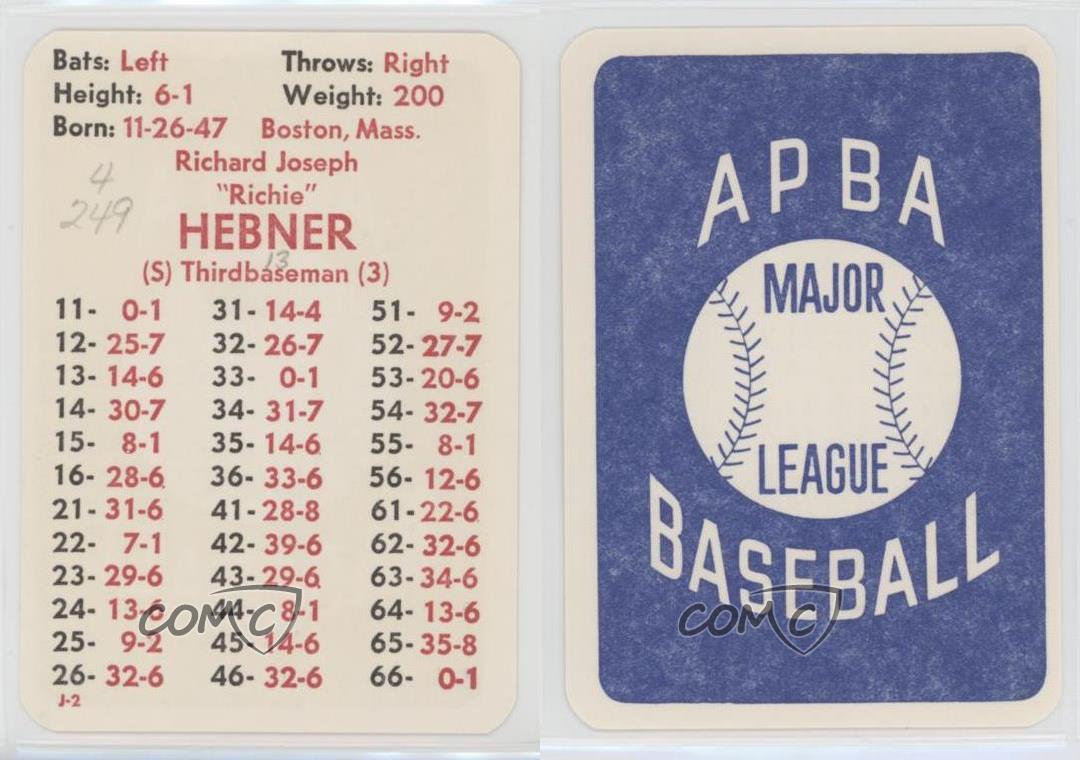 Bats: Left Throws: Right
Height: 6-1 Weight: 200
Born: 11-26-47 Boston, Mass.
Richard Joseph
4
"Richie"
249
HEBNER
13
(S) Thirdbaseman (3)
11- 0-1 31- 14-4 51- 9-2
12- 25-7 32- 26-7 52- 27-7
13- 14-6 33- 0-1 53- 20-6
14- 30-7 34- 31-7 54- 32-7
15- 8-1 35- 14-6 55- 8-1
16- 28-6 36- 33-6 56- 12-6
21- 31-6 41- 28-8 61- 22-6
22- 7-1 42- 39-6 62- 32-6
23- 29-6 43- 29-6 63- 34-6
24- 13-6 44- 8-1 64- 13-6
25- 9-2 45- 14-6 65- 35-8
26- 32-6 46- 32-6 66- 0-1
J-2
COMC
APBA
MAJOR
LEAGUE
BASEBALL
COMC